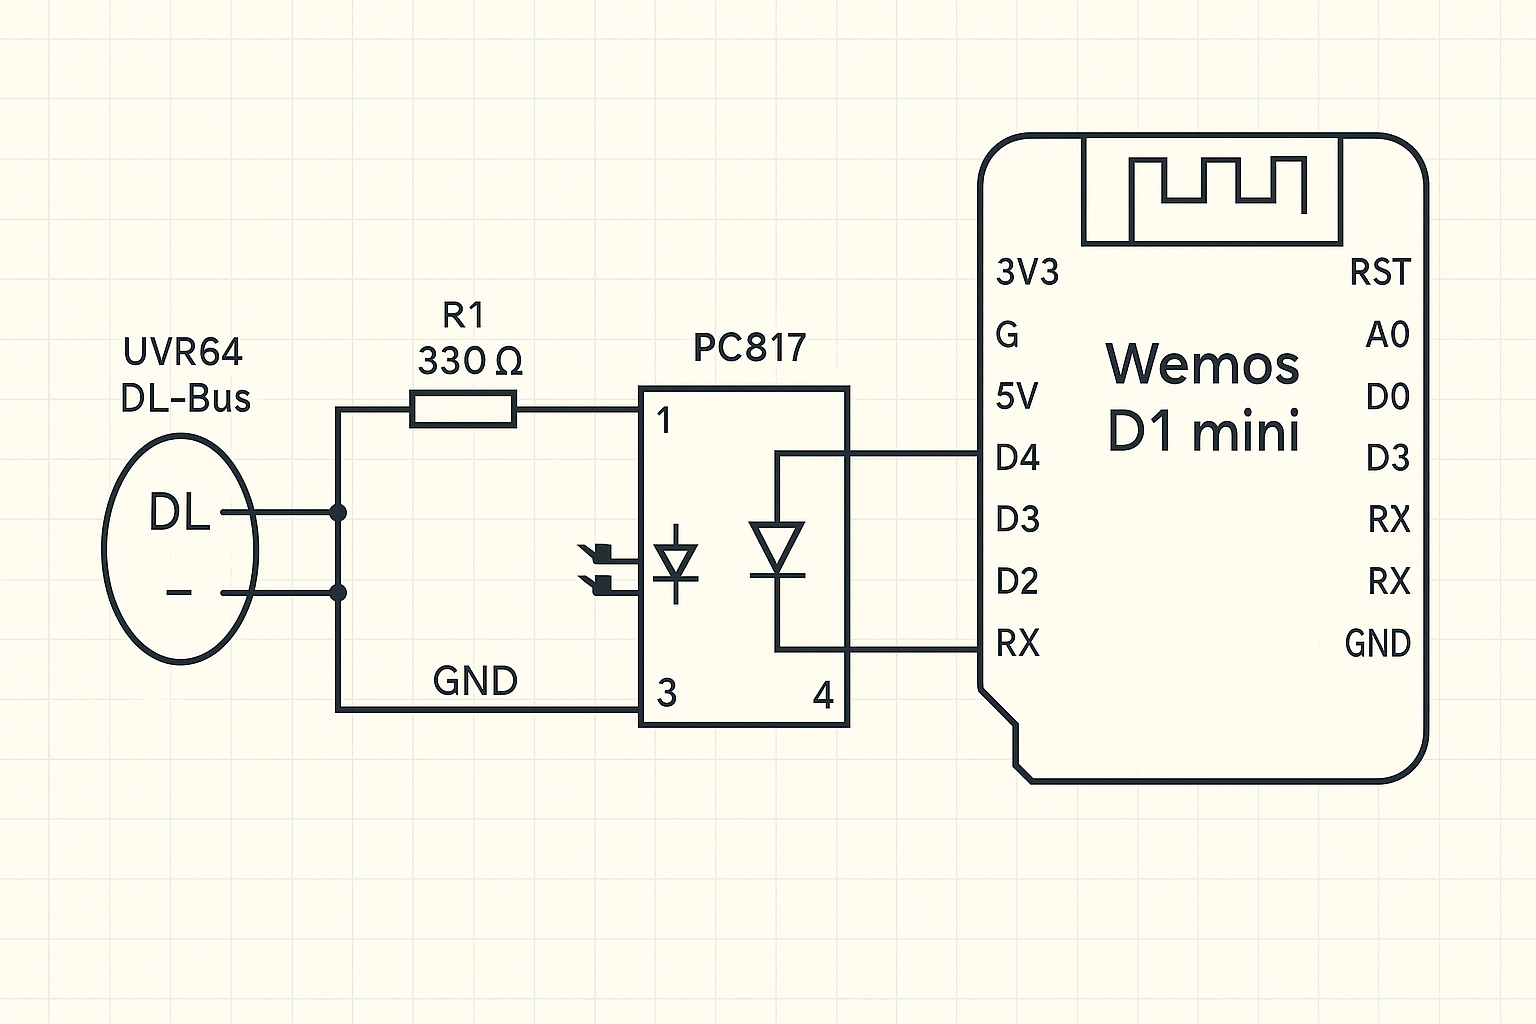 UVR64
DL-Bus
DL
–
R1
330 Ω
GND
PC817
1
3
4
Wemos
D1 mini
3V3
G
5V
D4
D3
D2
RX
RST
A0
D0
D3
RX
RX
GND